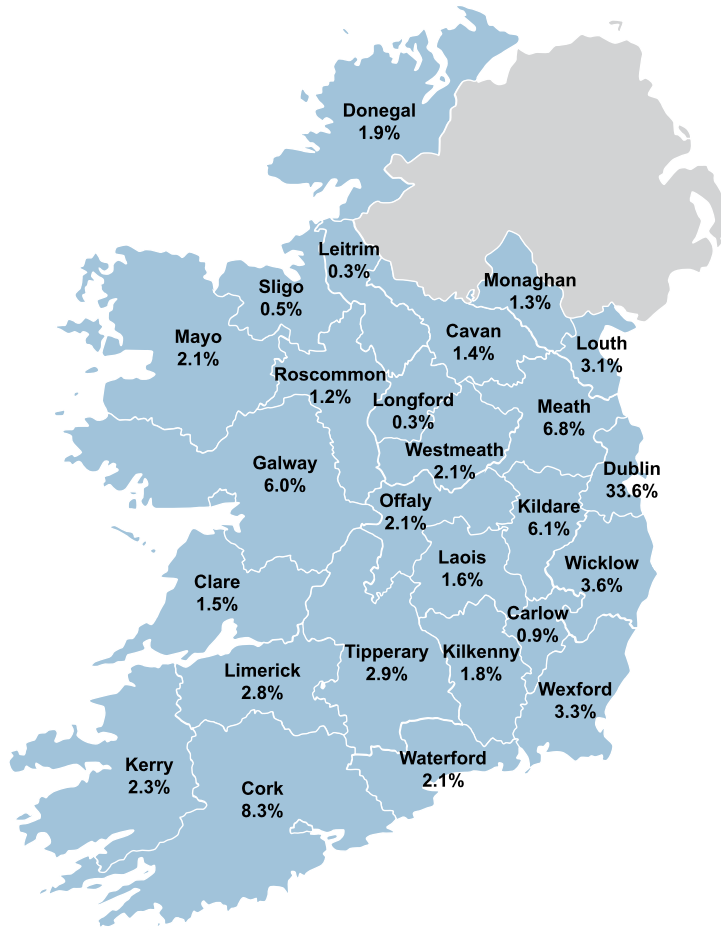 Donegal
1.9%
Leitrim
0.3%
Monaghan
1.3%
Sligo
0.5%
Cavan
1.4%
Mayo
2.1%
Louth
3.1%
Roscommon
1.2%
Longford
0.3%
Meath
6.8%
Westmeath
2.1%
Galway
6.0%
Dublin
33.6%
Offaly
2.1%
Kildare
6.1%
Laois
1.6%
Wicklow
3.6%
Clare
1.5%
Carlow
0.9%
Tipperary
2.9%
Kilkenny
1.8%
Limerick
2.8%
Wexford
3.3%
Waterford
2.1%
Kerry
2.3%
Cork
8.3%